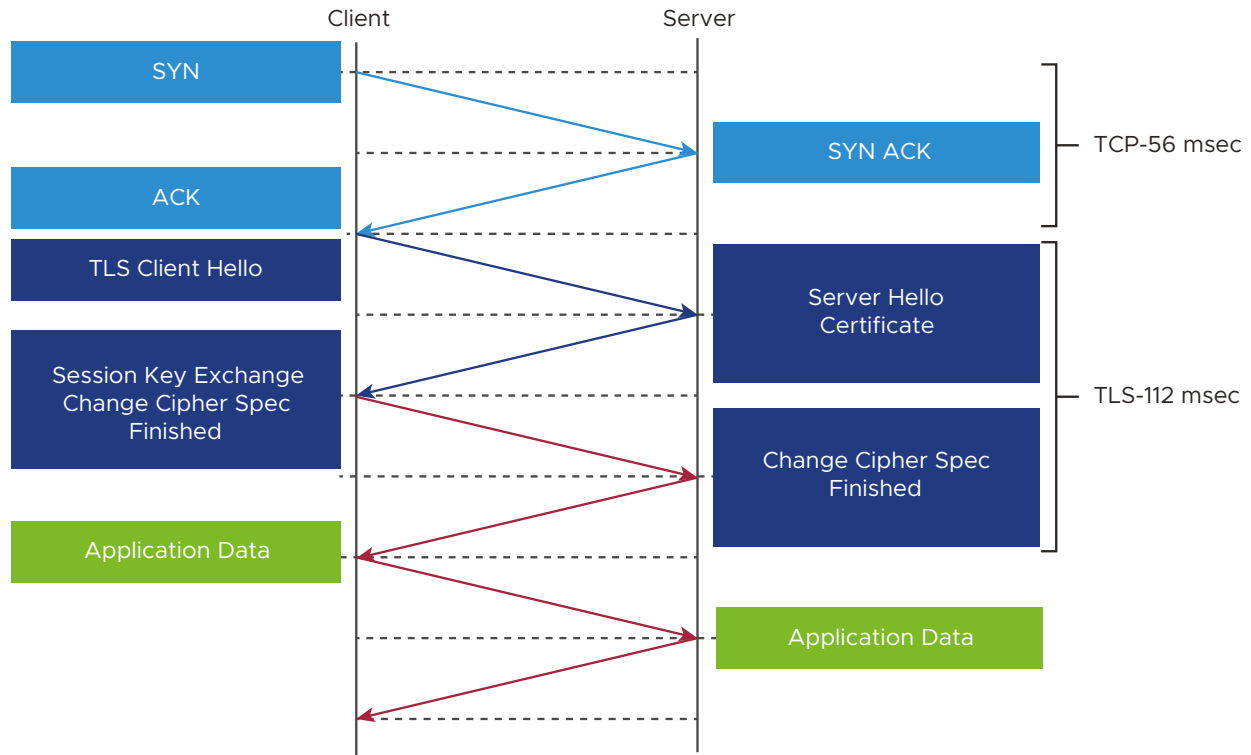 Client
Server
SYN
SYN ACK
TCP-56 msec
ACK
TLS Client Hello
Server Hello
Certificate
Session Key Exchange
Change Cipher Spec
Finished
TLS-112 msec
Change Cipher Spec
Finished
Application Data
Application Data